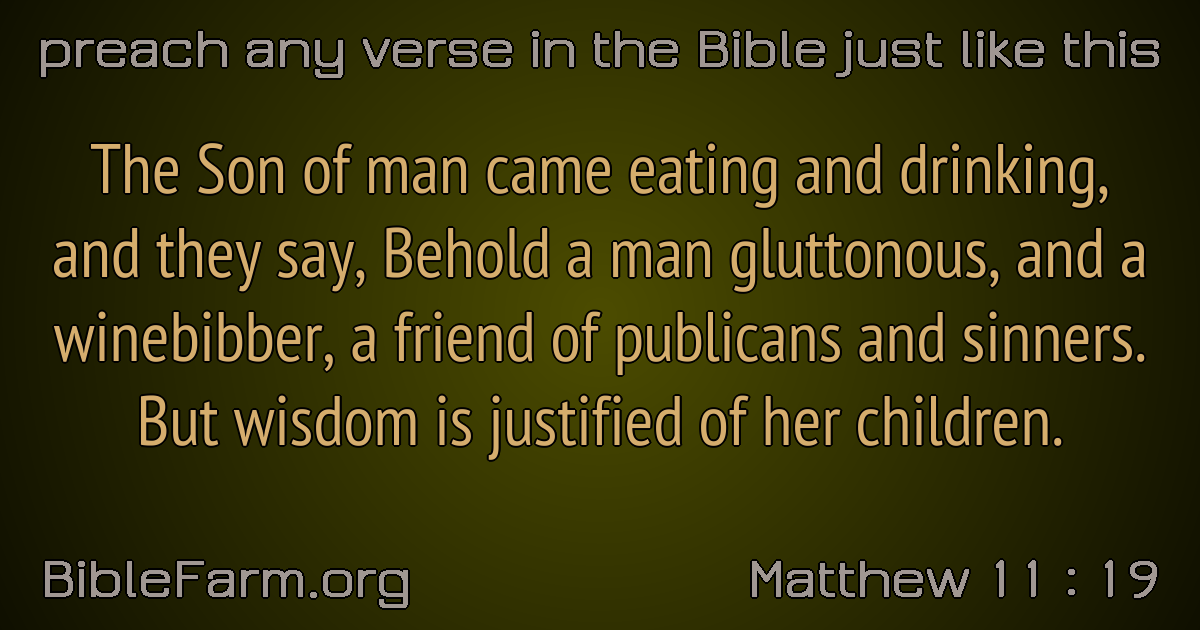 preach any verse in the Bible just like this
The Son of man came eating and drinking,
and they say, Behold a man gluttonous, and a
winebibber, a friend of publicans and sinners.
But wisdom is justified of her children.
BibleFarm.org
Matthew 11 : 19